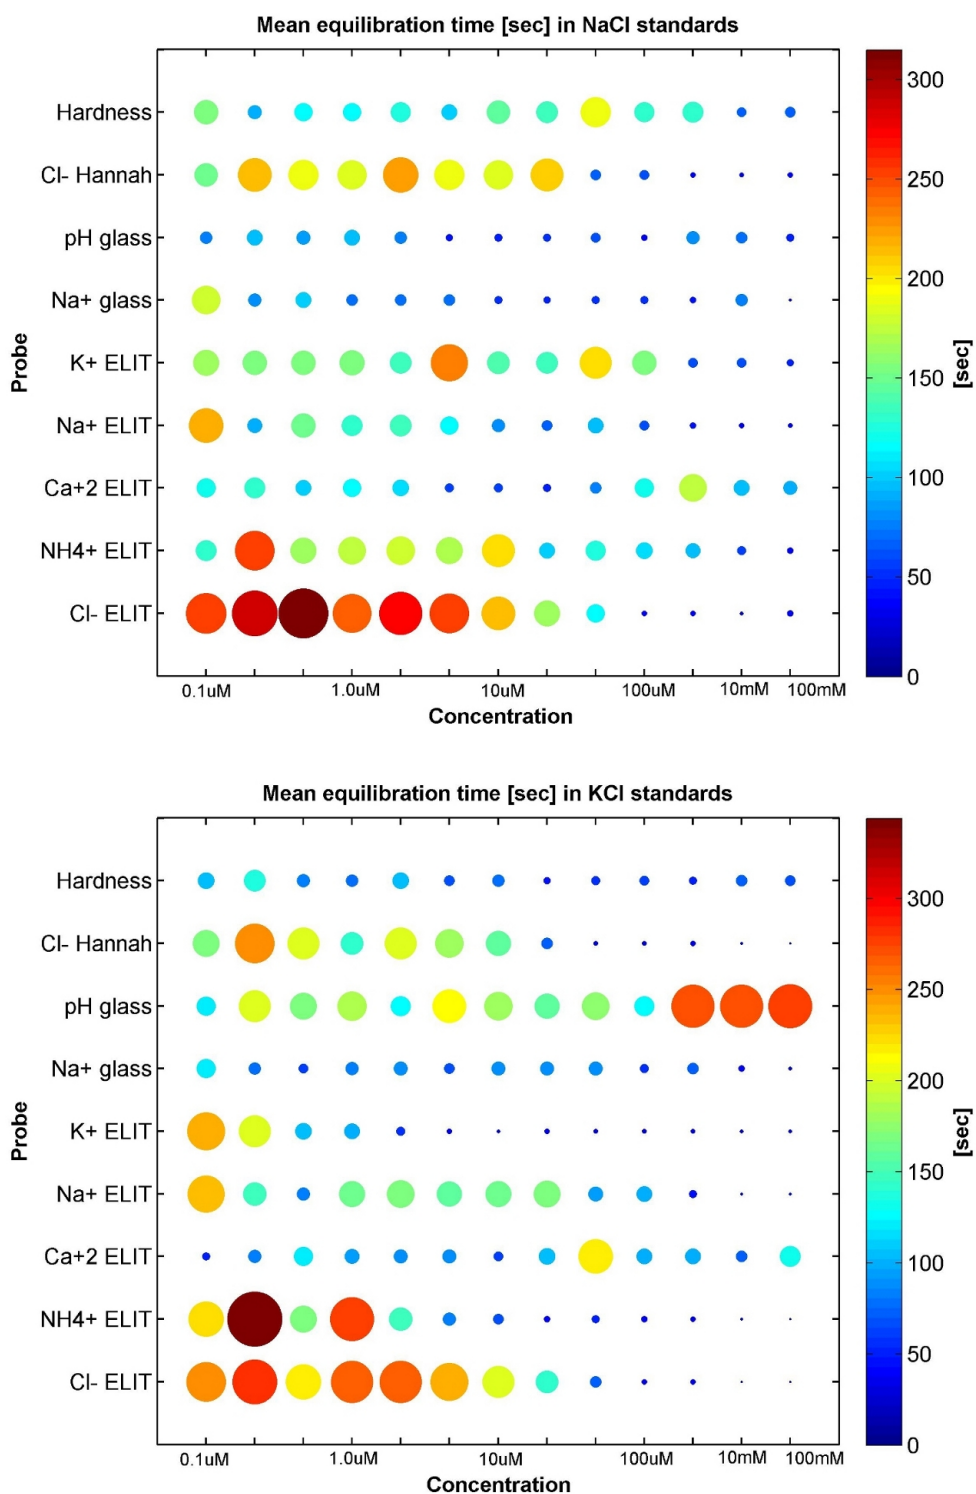 Mean equilibration time [sec] in NaCl standards
Hardness
Cl- Hannah
pH glass
Na+ glass
K+ ELIT
Na+ ELIT
Ca+2 ELIT
NH4+ ELIT
Cl- ELIT
Probe
0.1uM 1.0uM 10uM 100uM 10mM 100mM
Concentration
300
250
200
150
100
50
0
[sec]
Mean equilibration time [sec] in KCl standards
Hardness
Cl- Hannah
pH glass
Na+ glass
K+ ELIT
Na+ ELIT
Ca+2 ELIT
NH4+ ELIT
Cl- ELIT
Probe
0.1uM 1.0uM 10uM 100uM 10mM 100mM
Concentration
300
250
200
150
100
50
0
[sec]